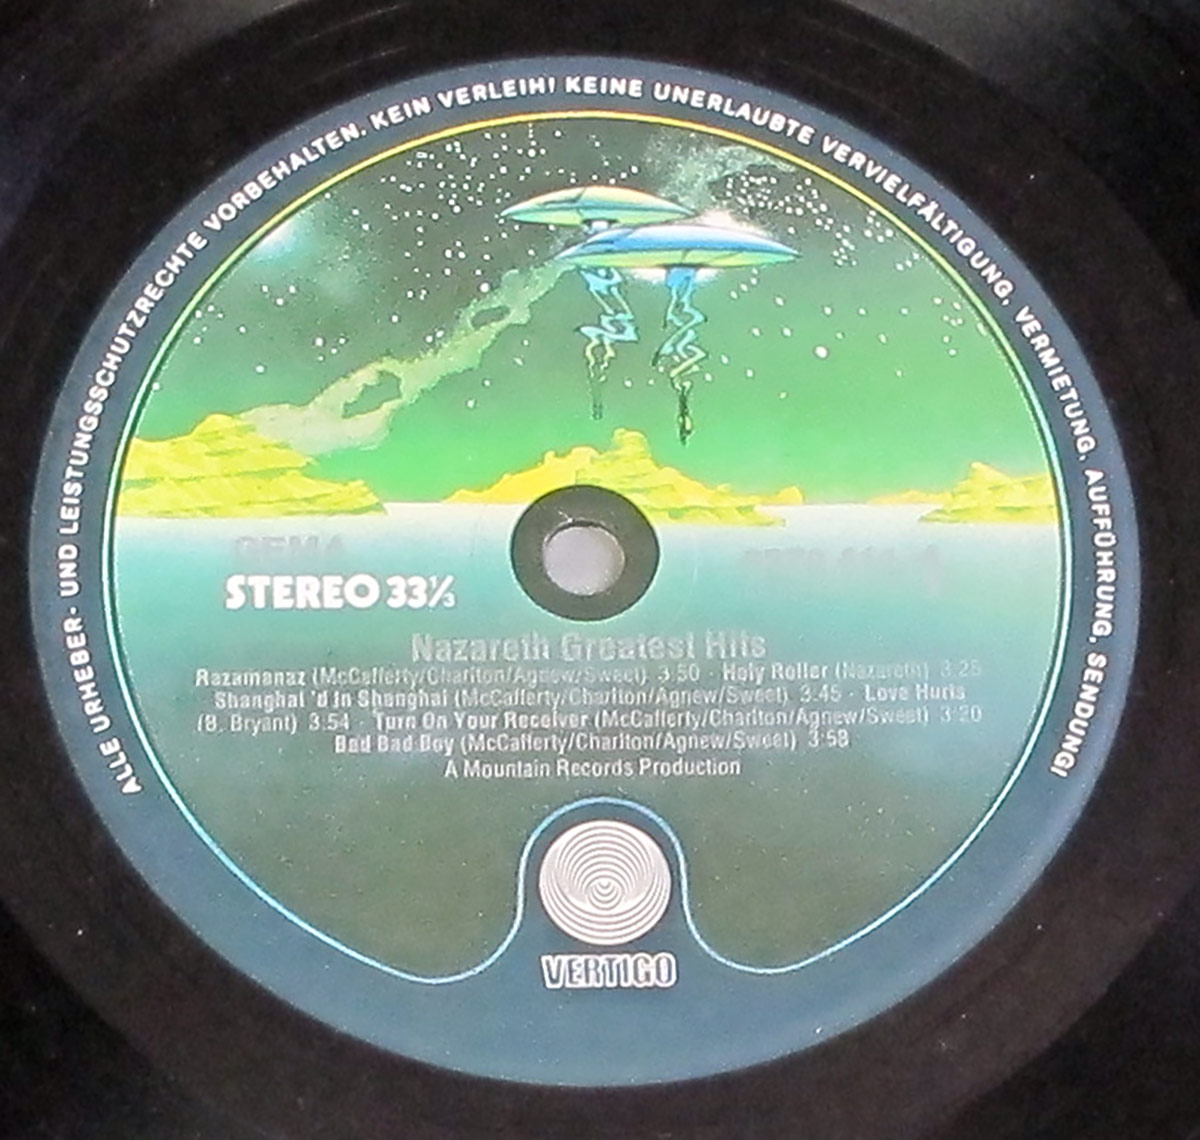 ALLE URHEBER- UND LEISTUNGSSCHUTZRECHTE VORBEHALTEN. KEIN VERLEIH! KEINE UNERLAUBTE VERVIELFÄLTIGUNG, VERMIETUNG, AUFFÜHRUNG, SENDUNG!
GEMA
STEREO 33⅓
Nazareth Greatest Hits
Razamanaz (McCafferty/Charlton/Agnew/Sweet) 3:50 · Holy Roller (Nazareth) 3:25
Shanghai 'd in Shanghai (McCafferty/Charlton/Agnew/Sweet) 3:45 · Love Hurts
(B. Bryant) 3:54 · Turn On Your Receiver (McCafferty/Charlton/Agnew/Sweet) 3:20
Bad Bad Boy (McCafferty/Charlton/Agnew/Sweet) 3:58
A Mountain Records Production
VERTIGO